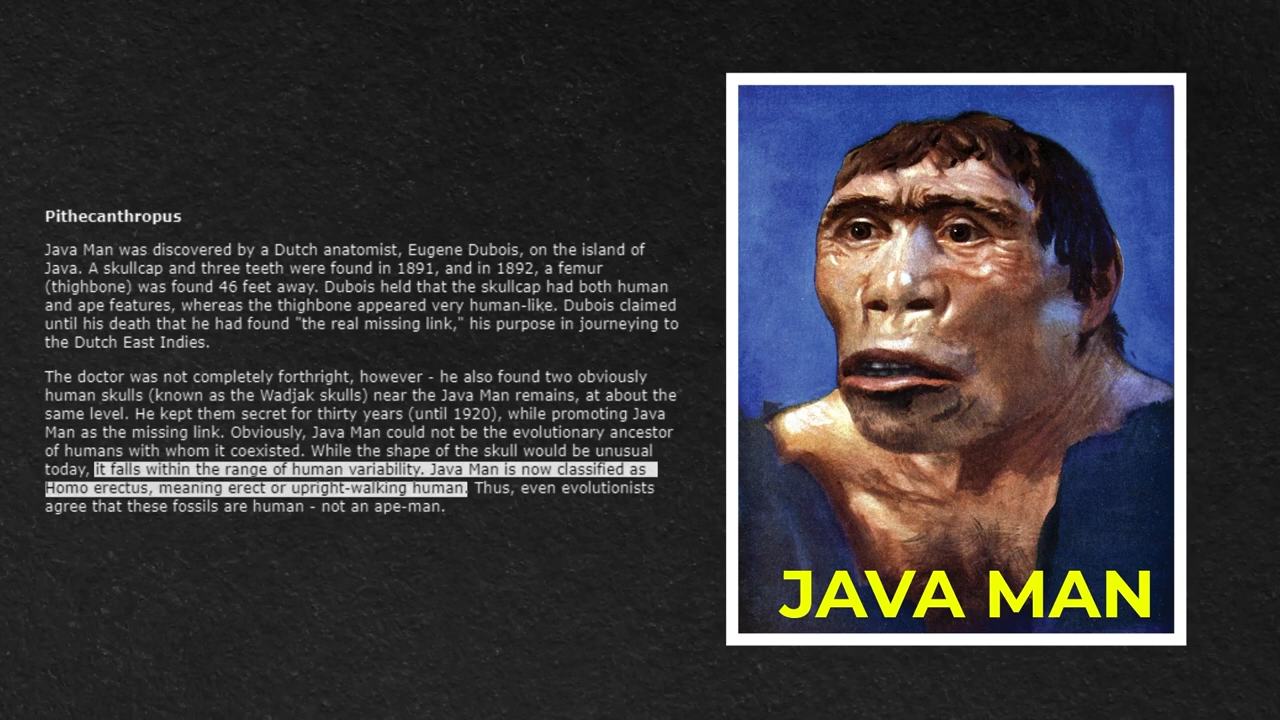 Pithecanthropus
Java Man was discovered by a Dutch anatomist, Eugene Dubois, on the island of
Java. A skullcap and three teeth were found in 1891, and in 1892, a femur
(thighbone) was found 46 feet away. Dubois held that the skullcap had both human
and ape features, whereas the thighbone appeared very human-like. Dubois claimed
until his death that he had found "the real missing link," his purpose in journeying to
the Dutch East Indies.
The doctor was not completely forthright, however - he also found two obviously
human skulls (known as the Wadjak skulls) near the Java Man remains, at about the
same level. He kept them secret for thirty years (until 1920), while promoting Java
Man as the missing link. Obviously, Java Man could not be the evolutionary ancestor
of humans with whom it coexisted. While the shape of the skull would be unusual
today, it falls within the range of human variability. Java Man is now classified as
Homo erectus, meaning erect or upright-walking human. Thus, even evolutionists
agree that these fossils are human - not an ape-man.
JAVA MAN